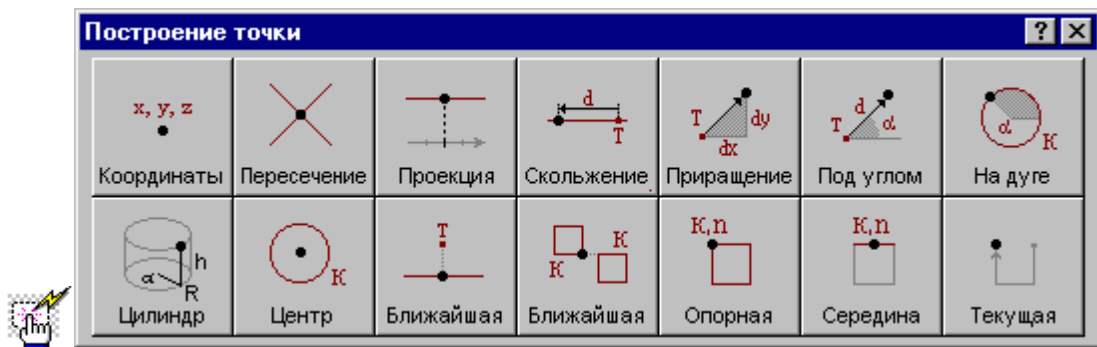 Построение точки
x, y, z d T T dx dy T d α α K
Координаты Пересечение Проекция Скольжение Приращение Под углом На дуге
α h R K T K K K,n K,n
Цилиндр Центр Ближайшая Ближайшая Опорная Середина Текущая